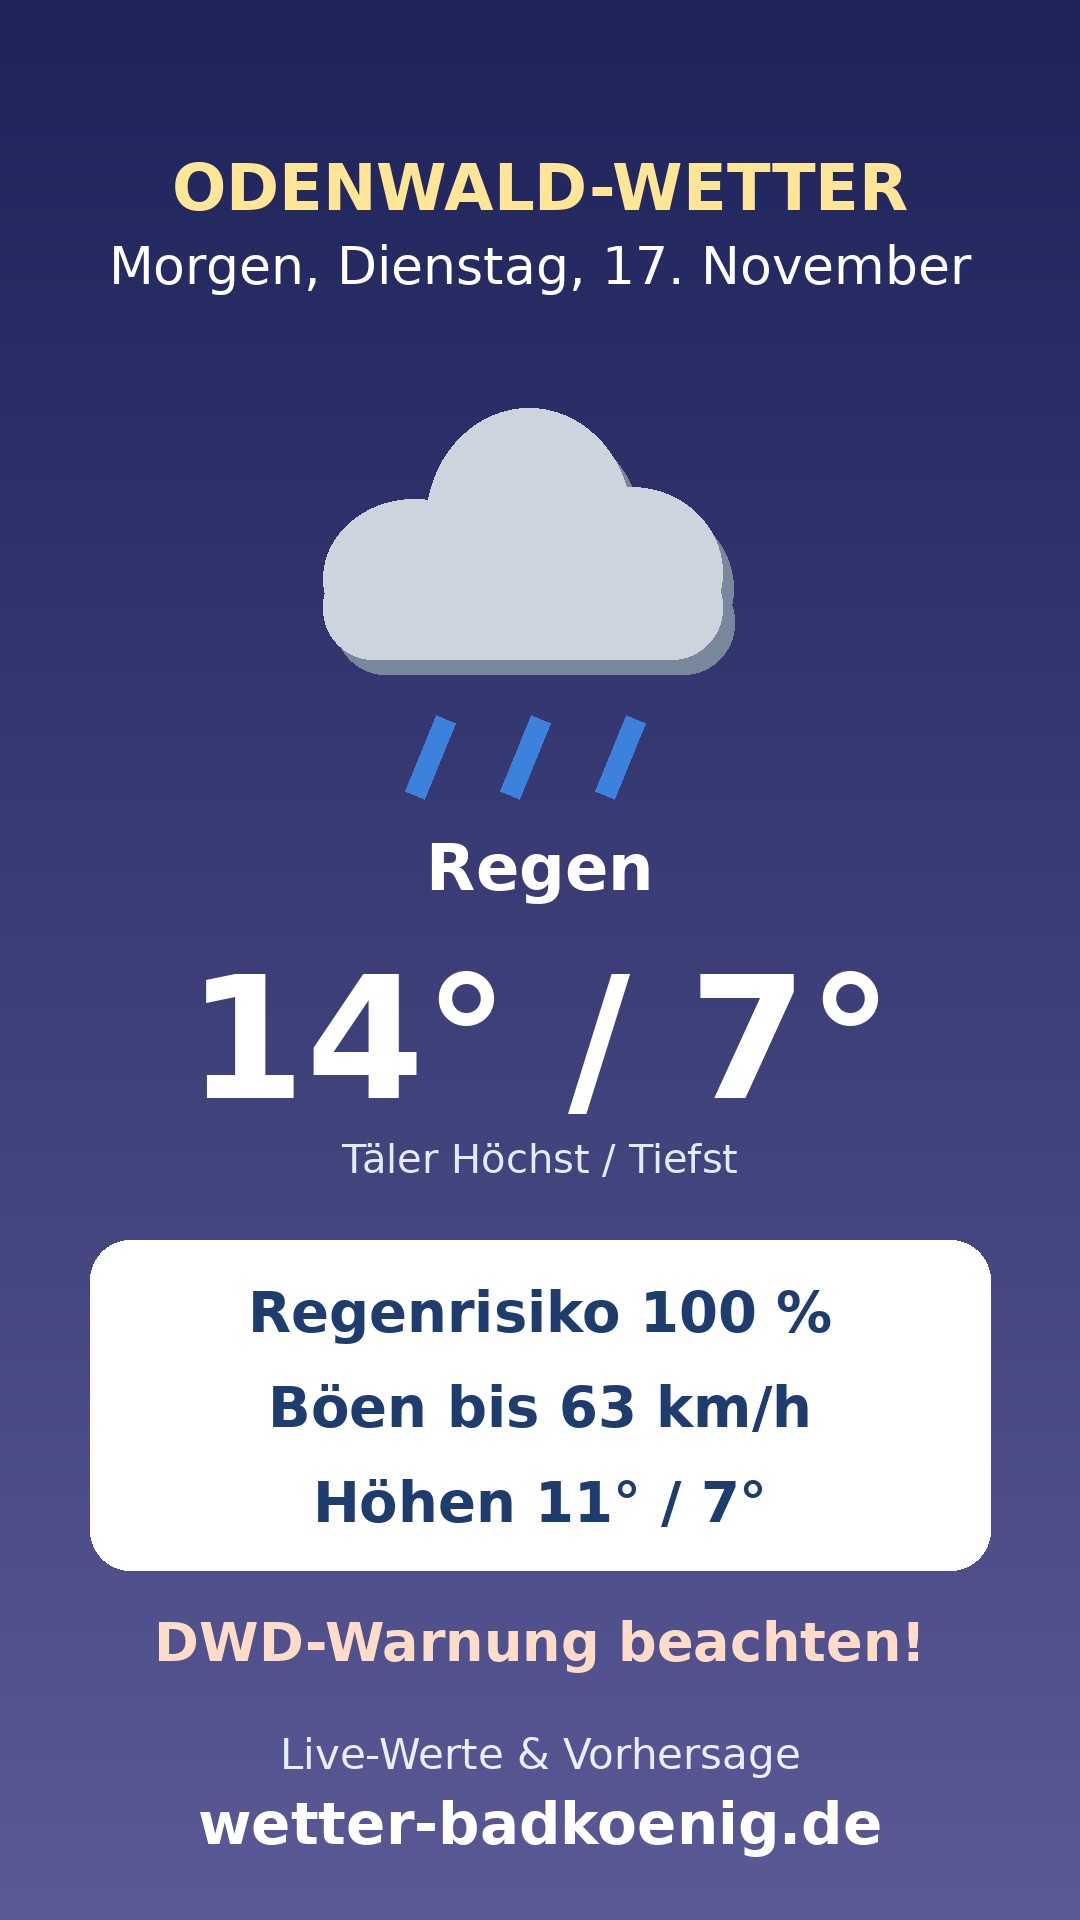 ODENWALD-WETTER
Morgen, Dienstag, 17. November
Regen
14° / 7°
Täler Höchst / Tiefst
Regenrisiko 100 %
Böen bis 63 km/h
Höhen 11° / 7°
DWD-Warnung beachten!
Live-Werte & Vorhersage
wetter-badkoenig.de